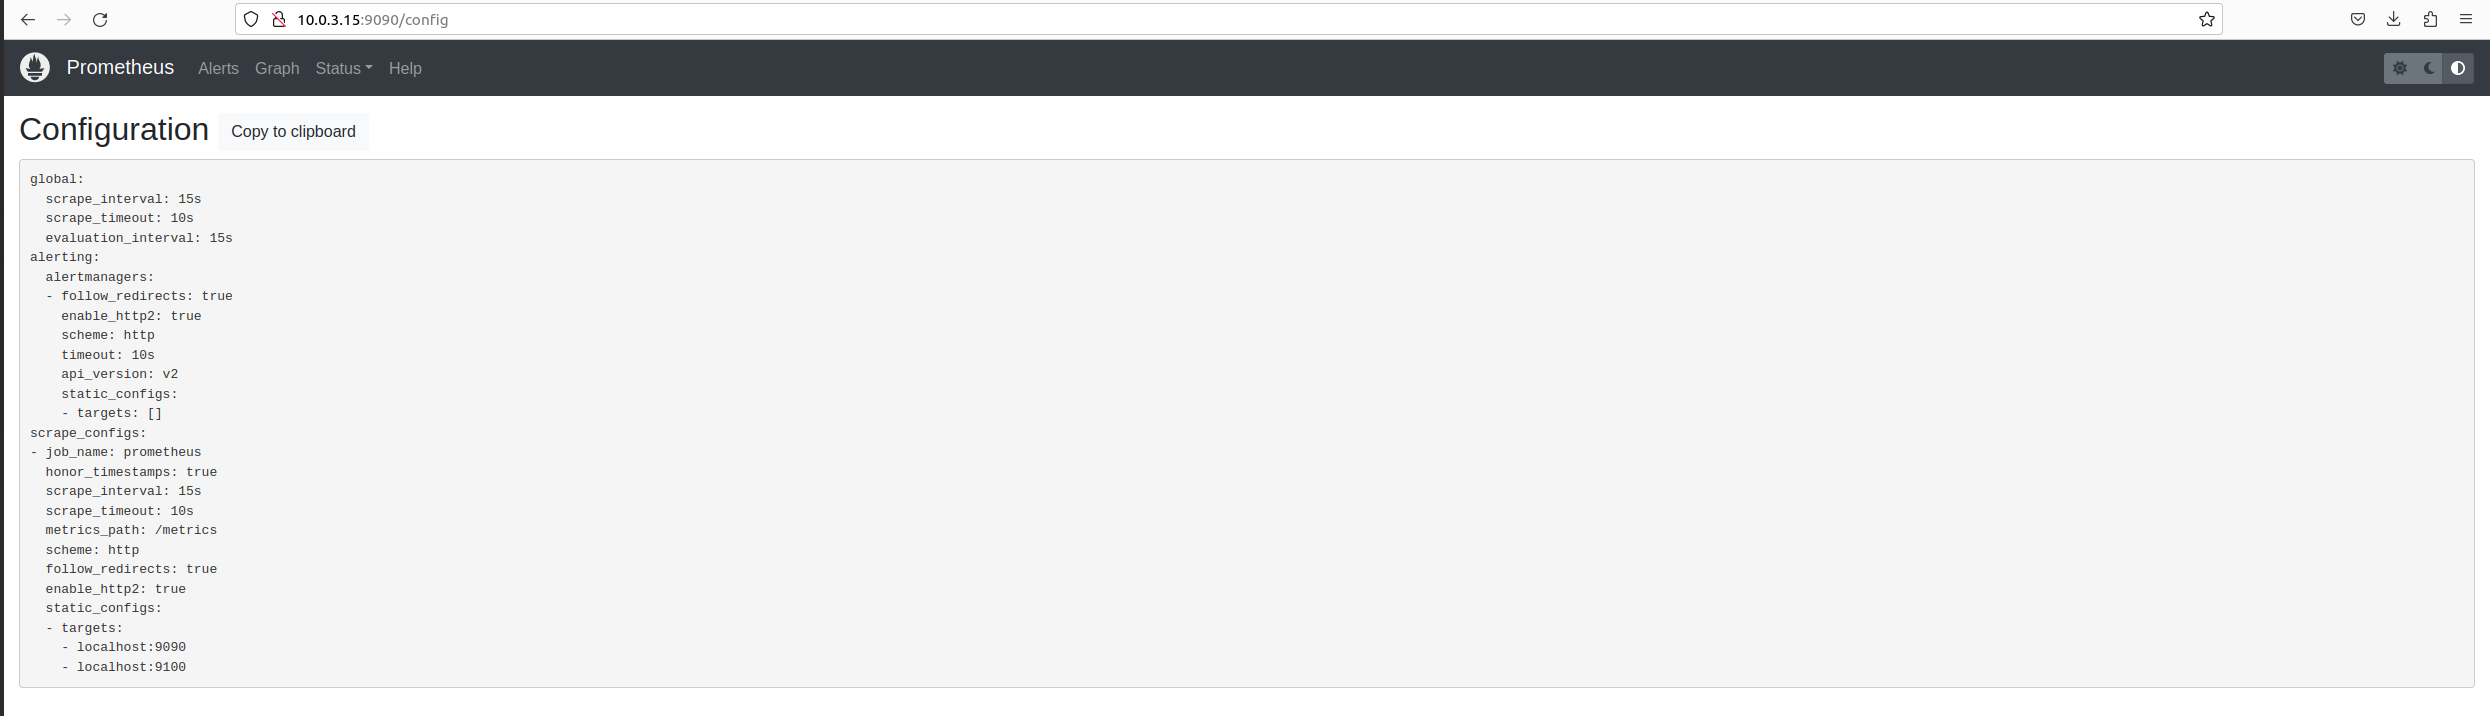 10.0.3.15:9090/config
Prometheus Alerts Graph Status Help
Configuration Copy to clipboard
global:
  scrape_interval: 15s
  scrape_timeout: 10s
  evaluation_interval: 15s
alerting:
  alertmanagers:
  - follow_redirects: true
    enable_http2: true
    scheme: http
    timeout: 10s
    api_version: v2
    static_configs:
    - targets: []
scrape_configs:
- job_name: prometheus
  honor_timestamps: true
  scrape_interval: 15s
  scrape_timeout: 10s
  metrics_path: /metrics
  scheme: http
  follow_redirects: true
  enable_http2: true
  static_configs:
  - targets:
    - localhost:9090
    - localhost:9100